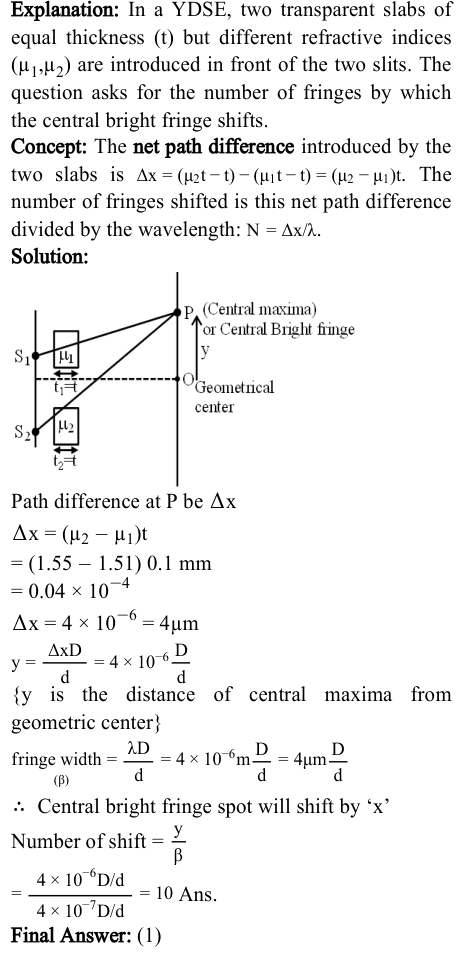 Explanation: In a YDSE, two transparent slabs of
equal thickness (t) but different refractive indices
(μ₁,μ₂) are introduced in front of the two slits. The
question asks for the number of fringes by which
the central bright fringe shifts.
Concept: The net path difference introduced by the
two slabs is Δx = (μ₂t − t) − (μ₁t − t) = (μ₂ − μ₁)t. The
number of fringes shifted is this net path difference
divided by the wavelength: N = Δx/λ.
Solution:
P (Central maxima)
or Central Bright fringe
S₁ μ₁ y
t₁=t O Geometrical
center
S₂ μ₂
t₂=t
Path difference at P be Δx
Δx = (μ₂ − μ₁)t
= (1.55 − 1.51) 0.1 mm
= 0.04 × 10⁻⁴
Δx = 4 × 10⁻⁶ = 4μm
y = ΔxD/d = 4 × 10⁻⁶ D/d
{y is the distance of central maxima from
geometric center}
fringe width (β) = λD/d = 4 × 10⁻⁶m D/d = 4μm D/d
∴ Central bright fringe spot will shift by ‘x’
Number of shift = y/β
= 4 × 10⁻⁶D/d / 4 × 10⁻⁷D/d = 10 Ans.
Final Answer: (1)